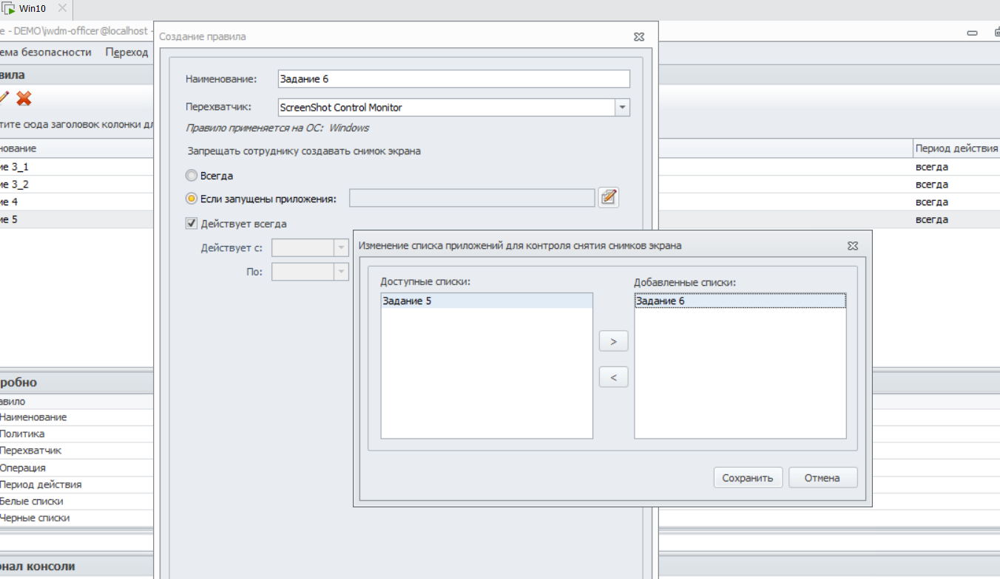 Win10
e - DEMO\iwdm-officer@localhost -
Создание правила
ема безопасности Переход
вила
Наименование: Задание 6
Перехватчик: ScreenShot Control Monitor
тите сюда заголовок колонки дл
Правило применяется на ОС: Windows
нование
Период действия
Запрещать сотруднику создавать снимок экрана
ие 3_1 всегда
Всегда
ие 3_2 всегда
Если запущены приложения:
ие 4 всегда
ие 5 всегда
Действует всегда
Действует с:
По:
Изменение списка приложений для контроля снятия снимков экрана
Доступные списки:
Добавленные списки:
Задание 5
Задание 6
>
<
Сохранить
Отмена
робно
авило
Наименование
Политика
Перехватчик
Операция
Период действия
Белые списки
Черные списки
рнал консоли